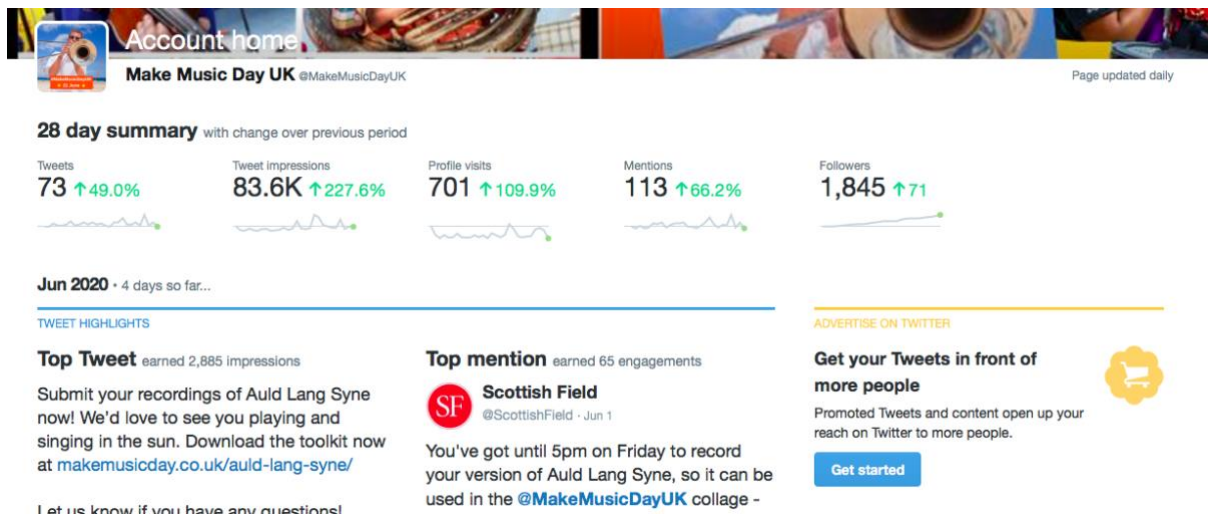 Account home
Make Music Day UK @MakeMusicDayUK
Page updated daily
28 day summary with change over previous period
Tweets
73 ↑49.0%
Tweet impressions
83.6K ↑227.6%
Profile visits
701 ↑109.9%
Mentions
113 ↑66.2%
Followers
1,845 ↑71
Jun 2020 • 4 days so far...
TWEET HIGHLIGHTS
Top Tweet earned 2,885 impressions
Submit your recordings of Auld Lang Syne
now! We'd love to see you playing and
singing in the sun. Download the toolkit now
at makemusicday.co.uk/auld-lang-syne/
Let us know if you have any questions!
Top mention earned 65 engagements
SF
Scottish Field
@ScottishField · Jun 1
You've got until 5pm on Friday to record
your version of Auld Lang Syne, so it can be
used in the @MakeMusicDayUK collage -
ADVERTISE ON TWITTER
Get your Tweets in front of
more people
Promoted Tweets and content open up your
reach on Twitter to more people.
Get started